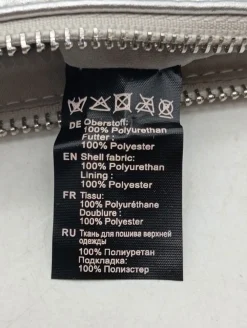 DE Oberstoff:
100% Polyurethan
Futter:
100% Polyester
EN Shell fabric:
100% Polyurethan
Lining :
100% Polyester
FR Tissu:
100% Polyuréthane
Doublure :
100% Polyester
RU Ткань для пошива верхней
одежды
100% Полиуретан
Подкладка:
100% Полиэстер